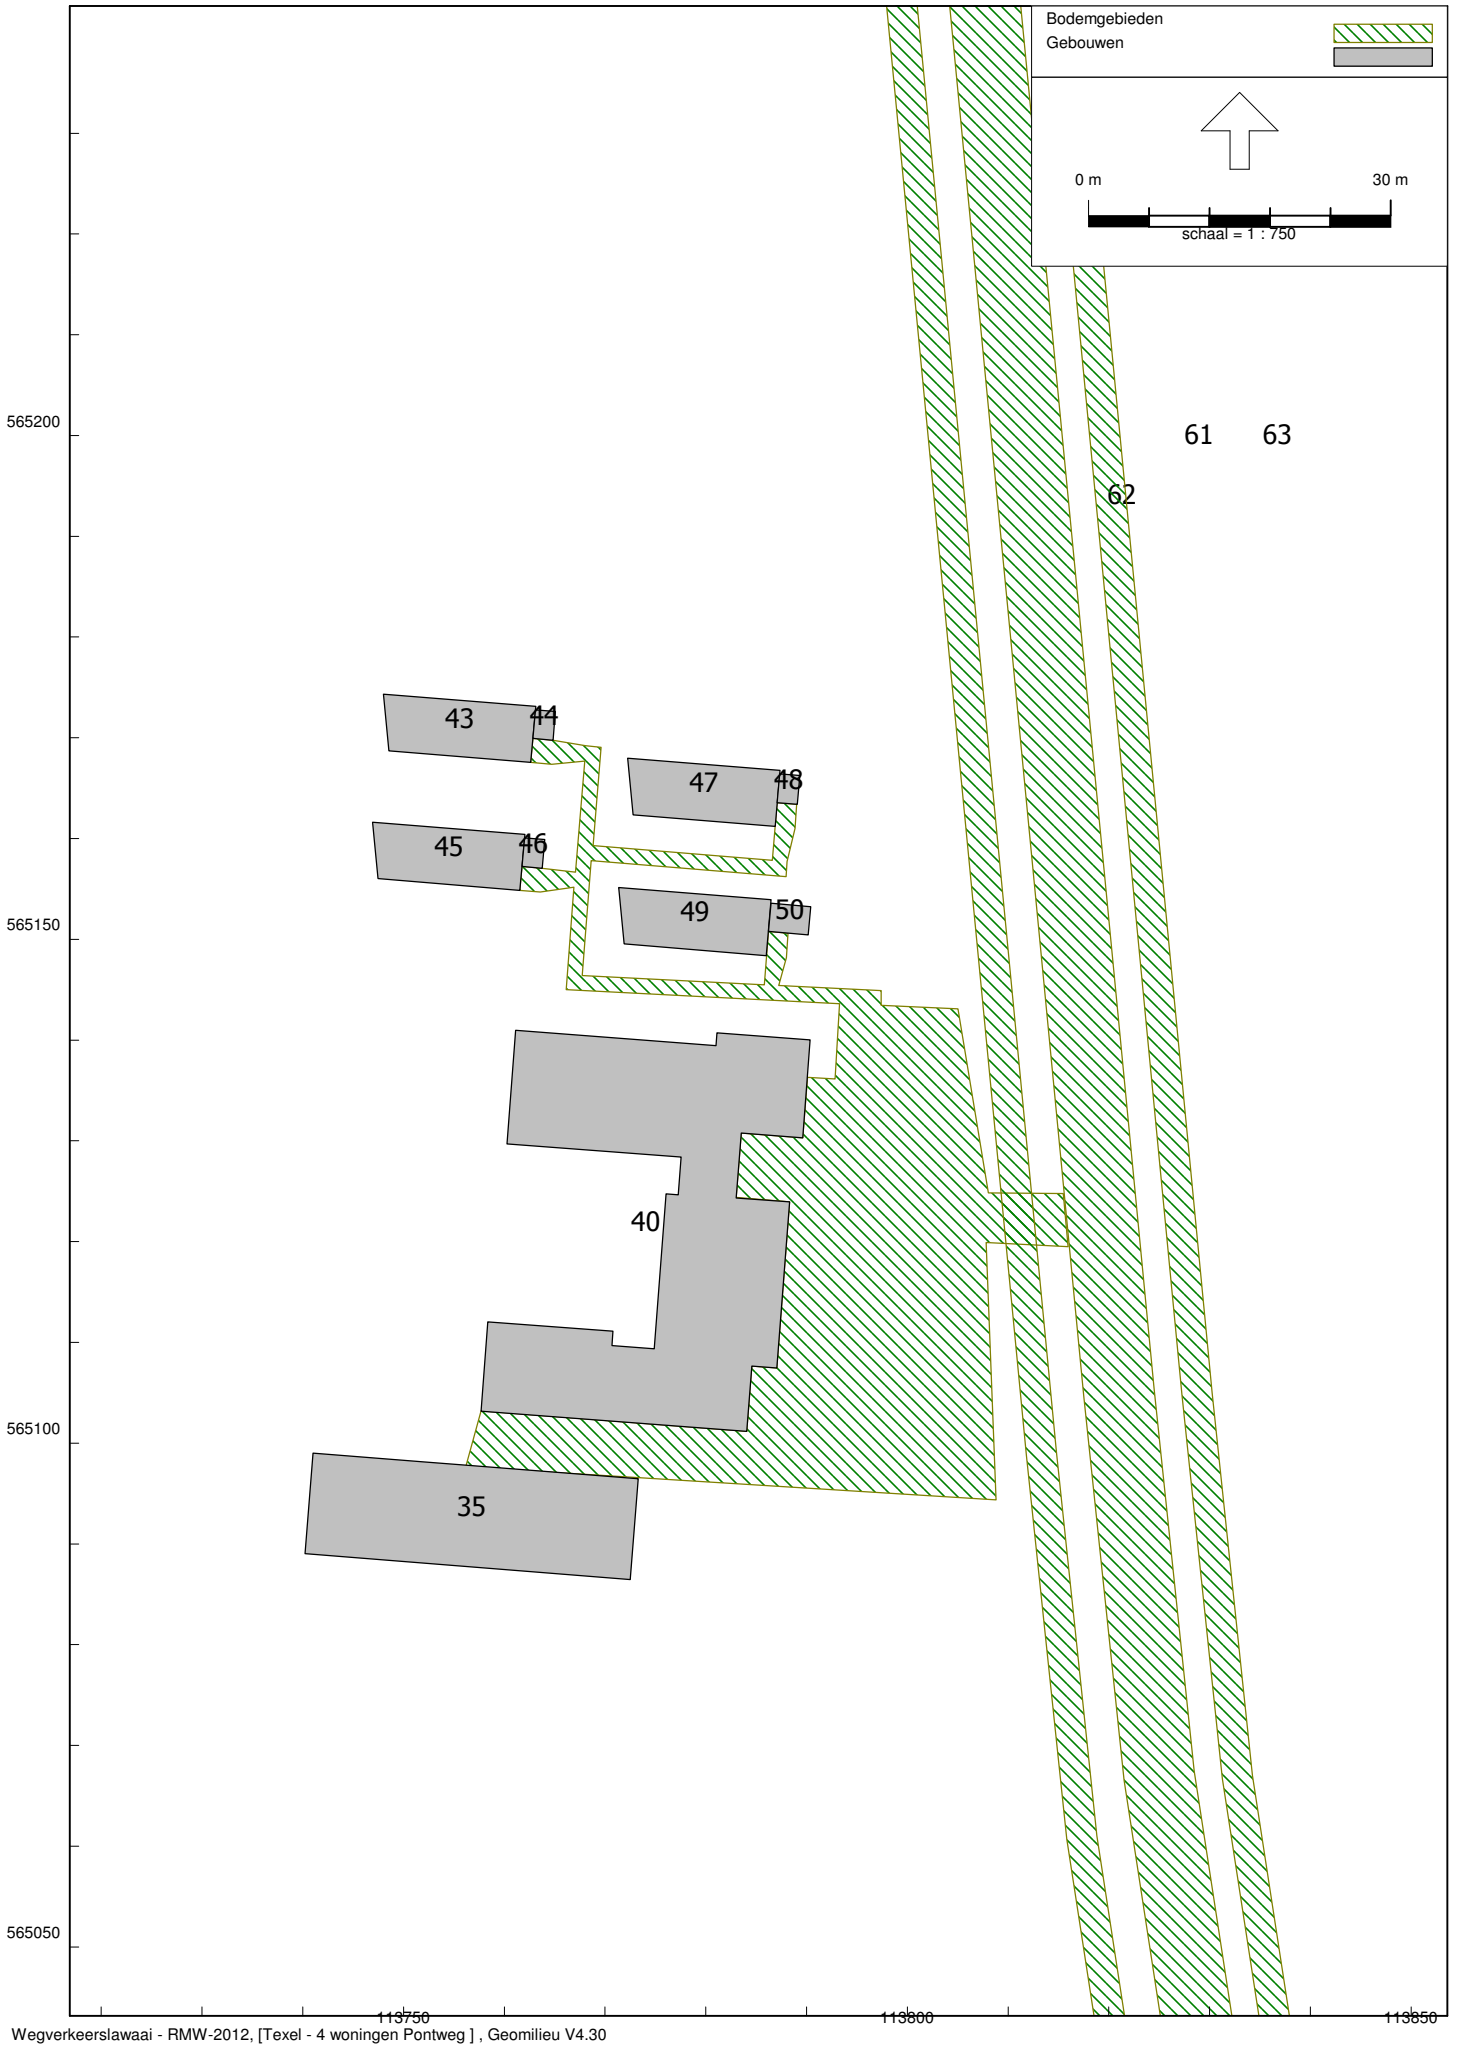 Bodemgebieden
Gebouwen
0 m 30 m
schaal = 1 : 750
565200
61 63
62
43 44
47 48
45 46
49 50
565150
40
565100
35
565050
113750 113800 113850
Wegverkeerslawaai - RMW-2012, [Texel - 4 woningen Pontweg ] , Geomilieu V4.30